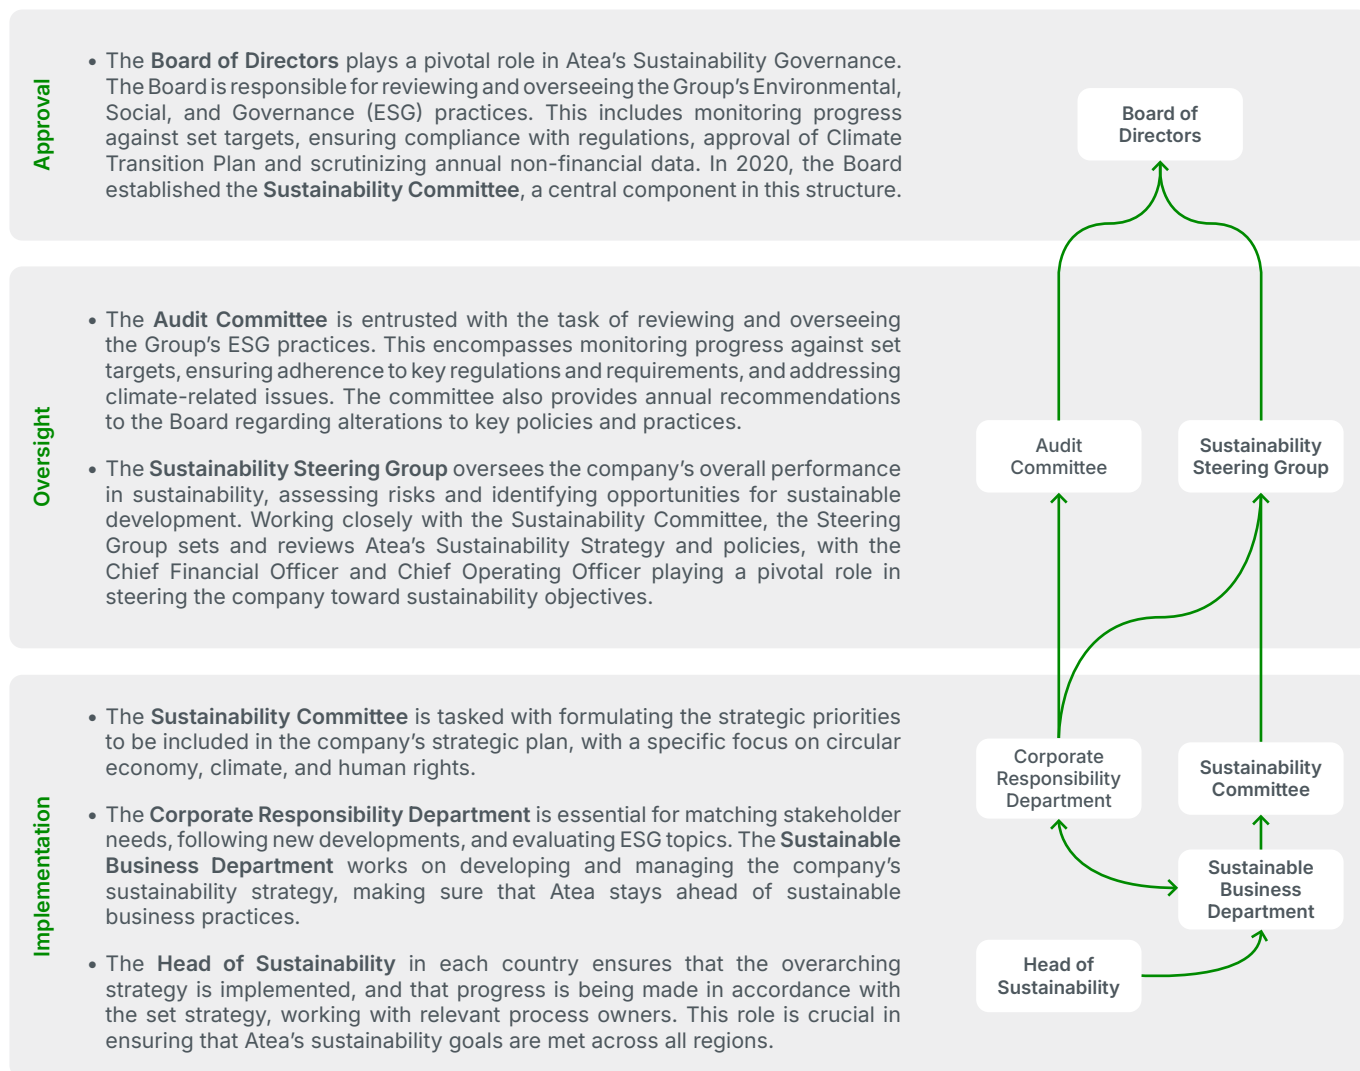 Approval
• The Board of Directors plays a pivotal role in Atea’s Sustainability Governance.
The Board is responsible for reviewing and overseeing the Group’s Environmental,
Social, and Governance (ESG) practices. This includes monitoring progress
against set targets, ensuring compliance with regulations, approval of Climate
Transition Plan and scrutinizing annual non-financial data. In 2020, the Board
established the Sustainability Committee, a central component in this structure.
Board of
Directors
Oversight
• The Audit Committee is entrusted with the task of reviewing and overseeing
the Group’s ESG practices. This encompasses monitoring progress against set
targets, ensuring adherence to key regulations and requirements, and addressing
climate-related issues. The committee also provides annual recommendations
to the Board regarding alterations to key policies and practices.
• The Sustainability Steering Group oversees the company’s overall performance
in sustainability, assessing risks and identifying opportunities for sustainable
development. Working closely with the Sustainability Committee, the Steering
Group sets and reviews Atea’s Sustainability Strategy and policies, with the
Chief Financial Officer and Chief Operating Officer playing a pivotal role in
steering the company toward sustainability objectives.
Audit
Committee
Sustainability
Steering Group
Implementation
• The Sustainability Committee is tasked with formulating the strategic priorities
to be included in the company’s strategic plan, with a specific focus on circular
economy, climate, and human rights.
• The Corporate Responsibility Department is essential for matching stakeholder
needs, following new developments, and evaluating ESG topics. The Sustainable
Business Department works on developing and managing the company’s
sustainability strategy, making sure that Atea stays ahead of sustainable
business practices.
• The Head of Sustainability in each country ensures that the overarching
strategy is implemented, and that progress is being made in accordance with
the set strategy, working with relevant process owners. This role is crucial in
ensuring that Atea’s sustainability goals are met across all regions.
Corporate
Responsibility
Department
Sustainability
Committee
Sustainable
Business
Department
Head of
Sustainability